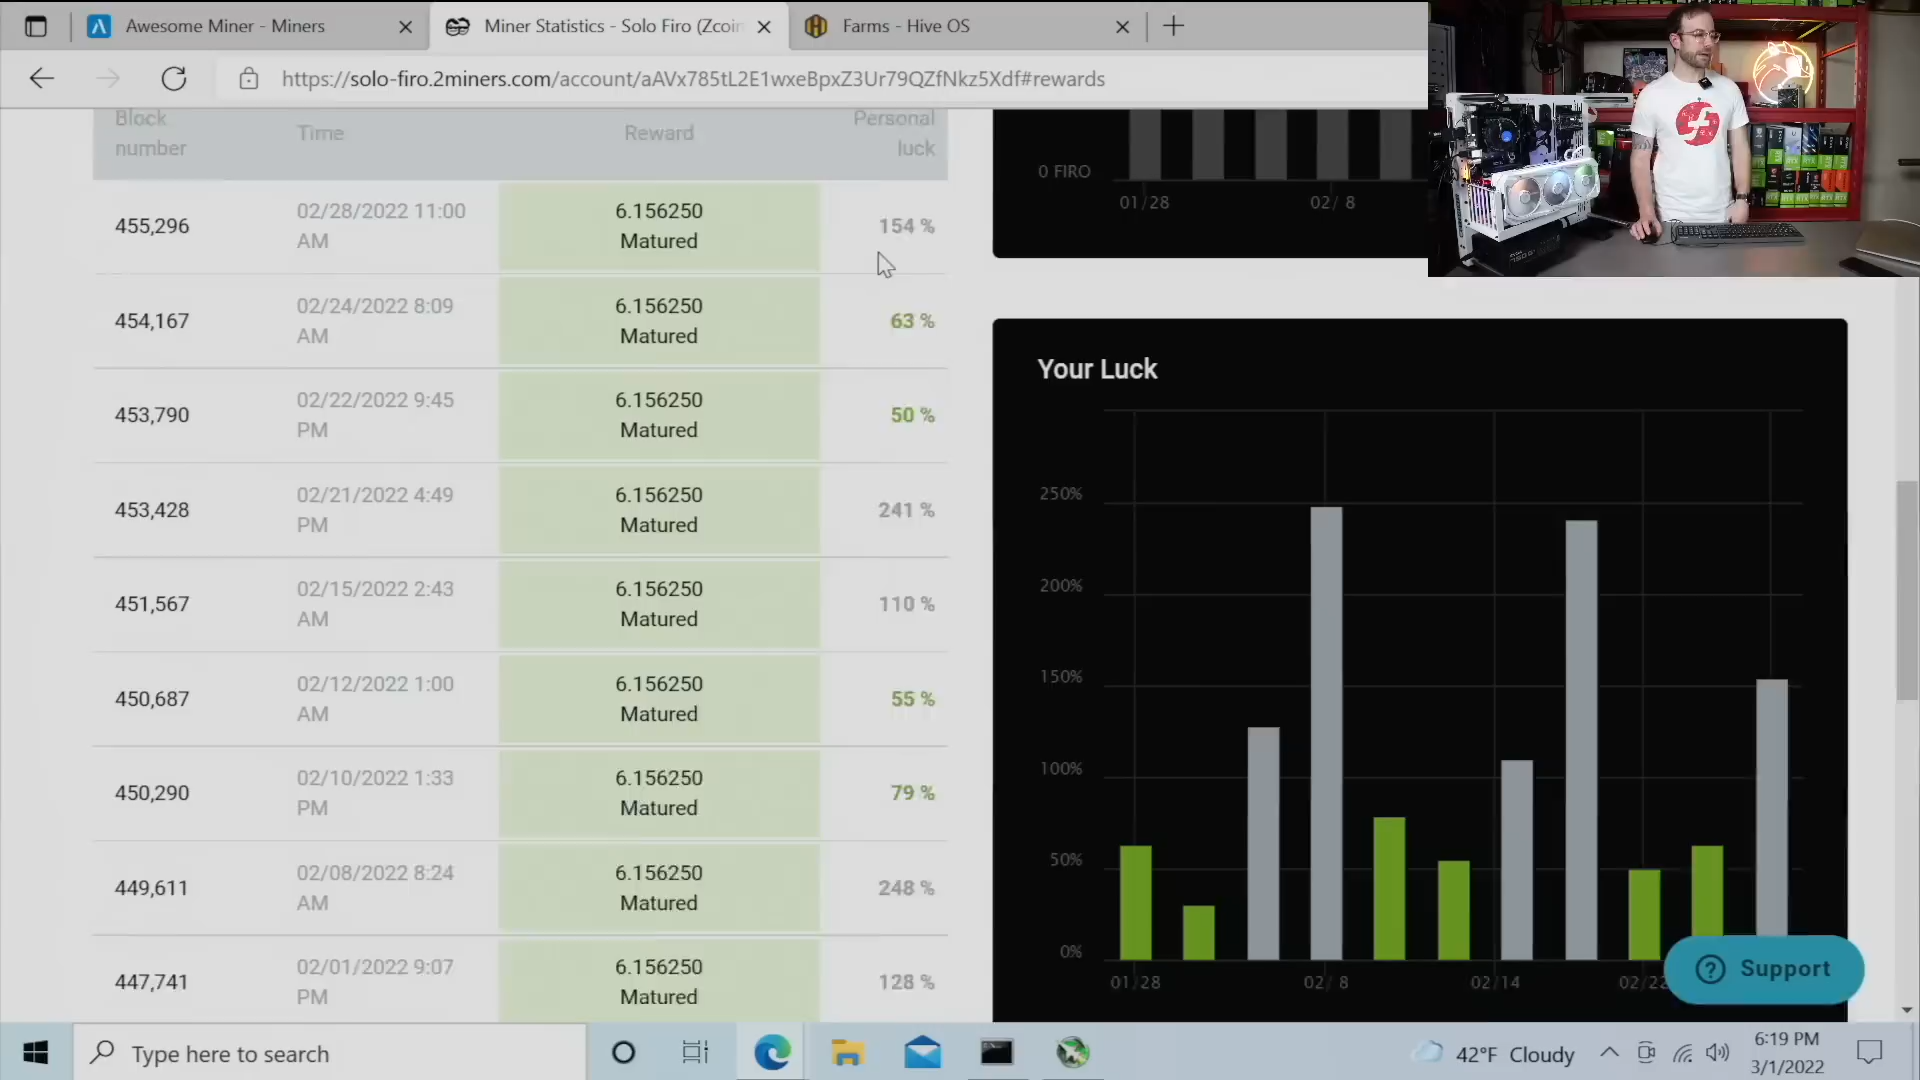 Awesome Miner - Miners
Miner Statistics - Solo Firo (Zcoin
Farms - Hive OS
https://solo-firo.2miners.com/account/aAVx785tL2E1wxeBpxZ3Ur79QZfNkz5Xdf#rewards
Block number
Time
Reward
Personal luck
455,296
02/28/2022 11:00 AM
6.156250 Matured
154 %
454,167
02/24/2022 8:09 AM
6.156250 Matured
63 %
453,790
02/22/2022 9:45 PM
6.156250 Matured
50 %
453,428
02/21/2022 4:49 PM
6.156250 Matured
241 %
451,567
02/15/2022 2:43 AM
6.156250 Matured
110 %
450,687
02/12/2022 1:00 AM
6.156250 Matured
55 %
450,290
02/10/2022 1:33 PM
6.156250 Matured
79 %
449,611
02/08/2022 8:24 AM
6.156250 Matured
248 %
447,741
02/01/2022 9:07 PM
6.156250 Matured
128 %
0 FIRO
01/28
02/ 8
Your Luck
250%
200%
150%
100%
50%
0%
01/28
02/ 8
02/14
02/22
Support
Type here to search
42°F Cloudy
6:19 PM
3/1/2022